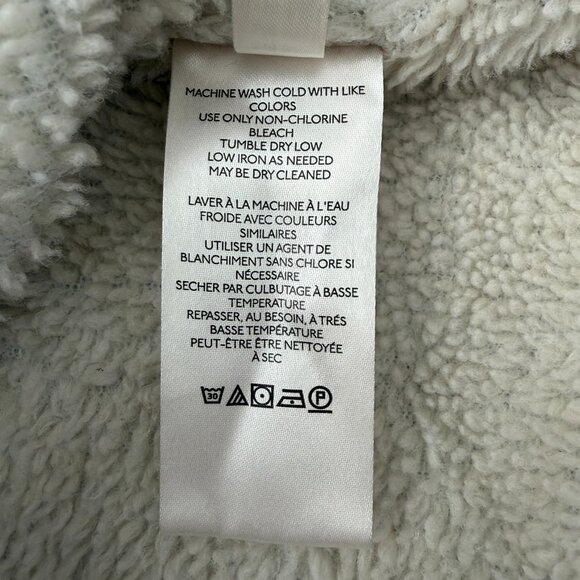 MACHINE WASH COLD WITH LIKE
COLORS
USE ONLY NON-CHLORINE
BLEACH
TUMBLE DRY LOW
LOW IRON AS NEEDED
MAY BE DRY CLEANED
LAVER À LA MACHINE À L'EAU
FROIDE AVEC COULEURS
SIMILAIRES
UTILISER UN AGENT DE
BLANCHIMENT SANS CHLORE SI
NÉCESSAIRE
SECHER PAR CULBUTAGE À BASSE
TEMPERATURE
REPASSER, AU BESOIN, À TRÉS
BASSE TEMPÉRATURE
PEUT-ÊTRE ÊTRE NETTOYÉE
À SEC
30 P